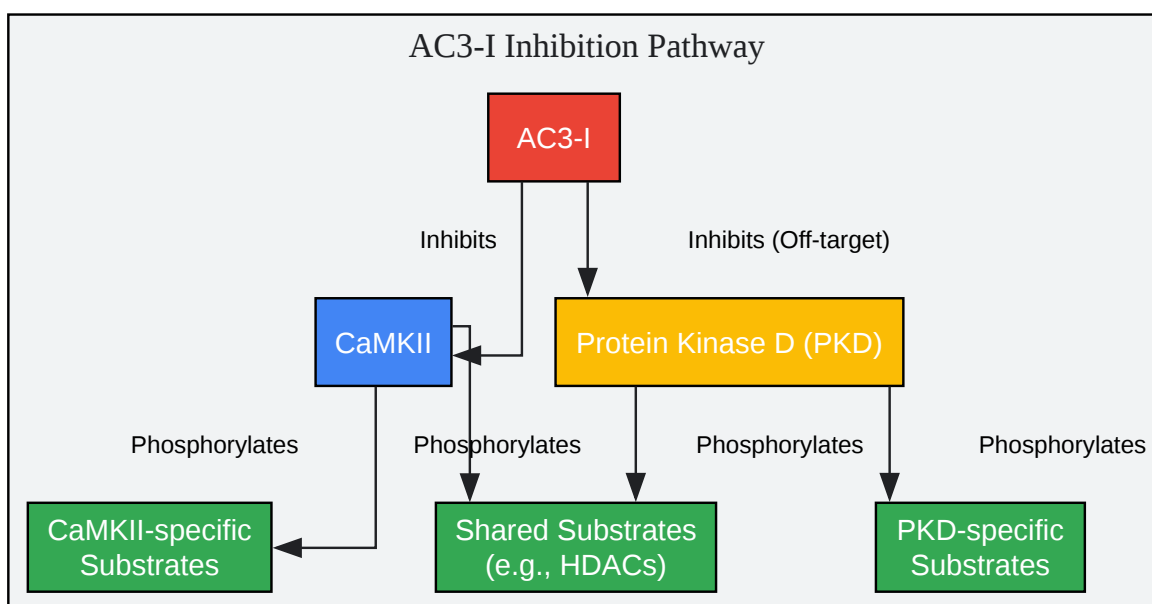 AC3-I Inhibition Pathway
AC3-I
Inhibits
Inhibits (Off-target)
CaMKII
Protein Kinase D (PKD)
Phosphorylates
Phosphorylates
Phosphorylates
Phosphorylates
CaMKII-specific
Substrates
Shared Substrates
(e.g., HDACs)
PKD-specific
Substrates